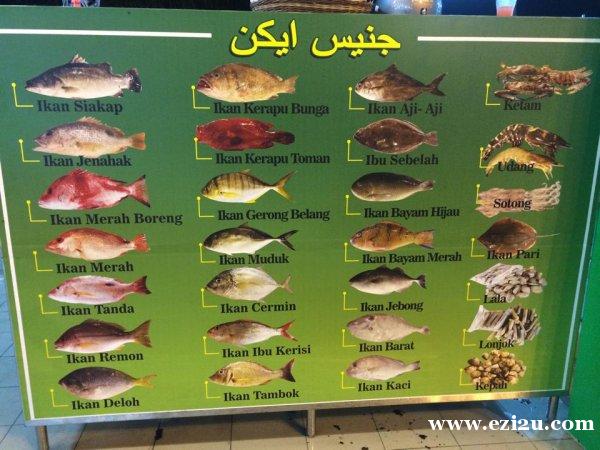 جنيس ايكن
Ikan Siakap
Ikan Jenahak
Ikan Merah Boreng
Ikan Merah
Ikan Tanda
Ikan Remon
Ikan Deloh
Ikan Kerapu Bunga
Ikan Kerapu Toman
Ikan Gerong Belang
Ikan Muduk
Ikan Cermin
Ikan Ibu Kerisi
Ikan Tambok
Ikan Aji- Aji
Ibu Sebelah
Ikan Bayam Hijau
Ikan Bayam Merah
Ikan Jebong
Ikan Barat
Ikan Kaci
Ketam
Udang
Sotong
Ikan Pari
Lala
Lonjok
Kepah
www.ezi2u.com